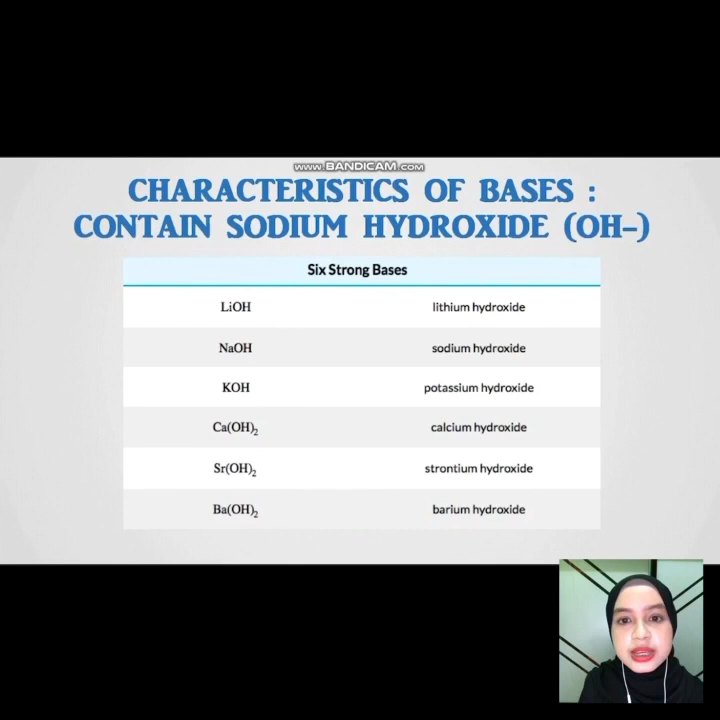 www.BANDICAM.com
CHARACTERISTICS OF BASES :
CONTAIN SODIUM HYDROXIDE (OH-)
Six Strong Bases
LiOH lithium hydroxide
NaOH sodium hydroxide
KOH potassium hydroxide
Ca(OH)₂ calcium hydroxide
Sr(OH)₂ strontium hydroxide
Ba(OH)₂ barium hydroxide